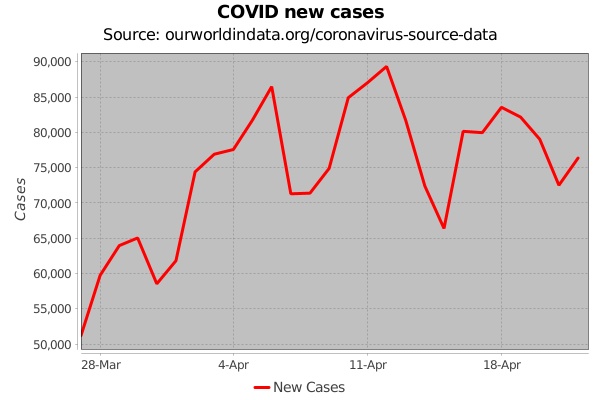 COVID new cases
Source: ourworldindata.org/coronavirus-source-data
90,000
85,000
80,000
75,000
70,000
65,000
60,000
55,000
50,000
Cases
28-Mar
4-Apr
11-Apr
18-Apr
New Cases